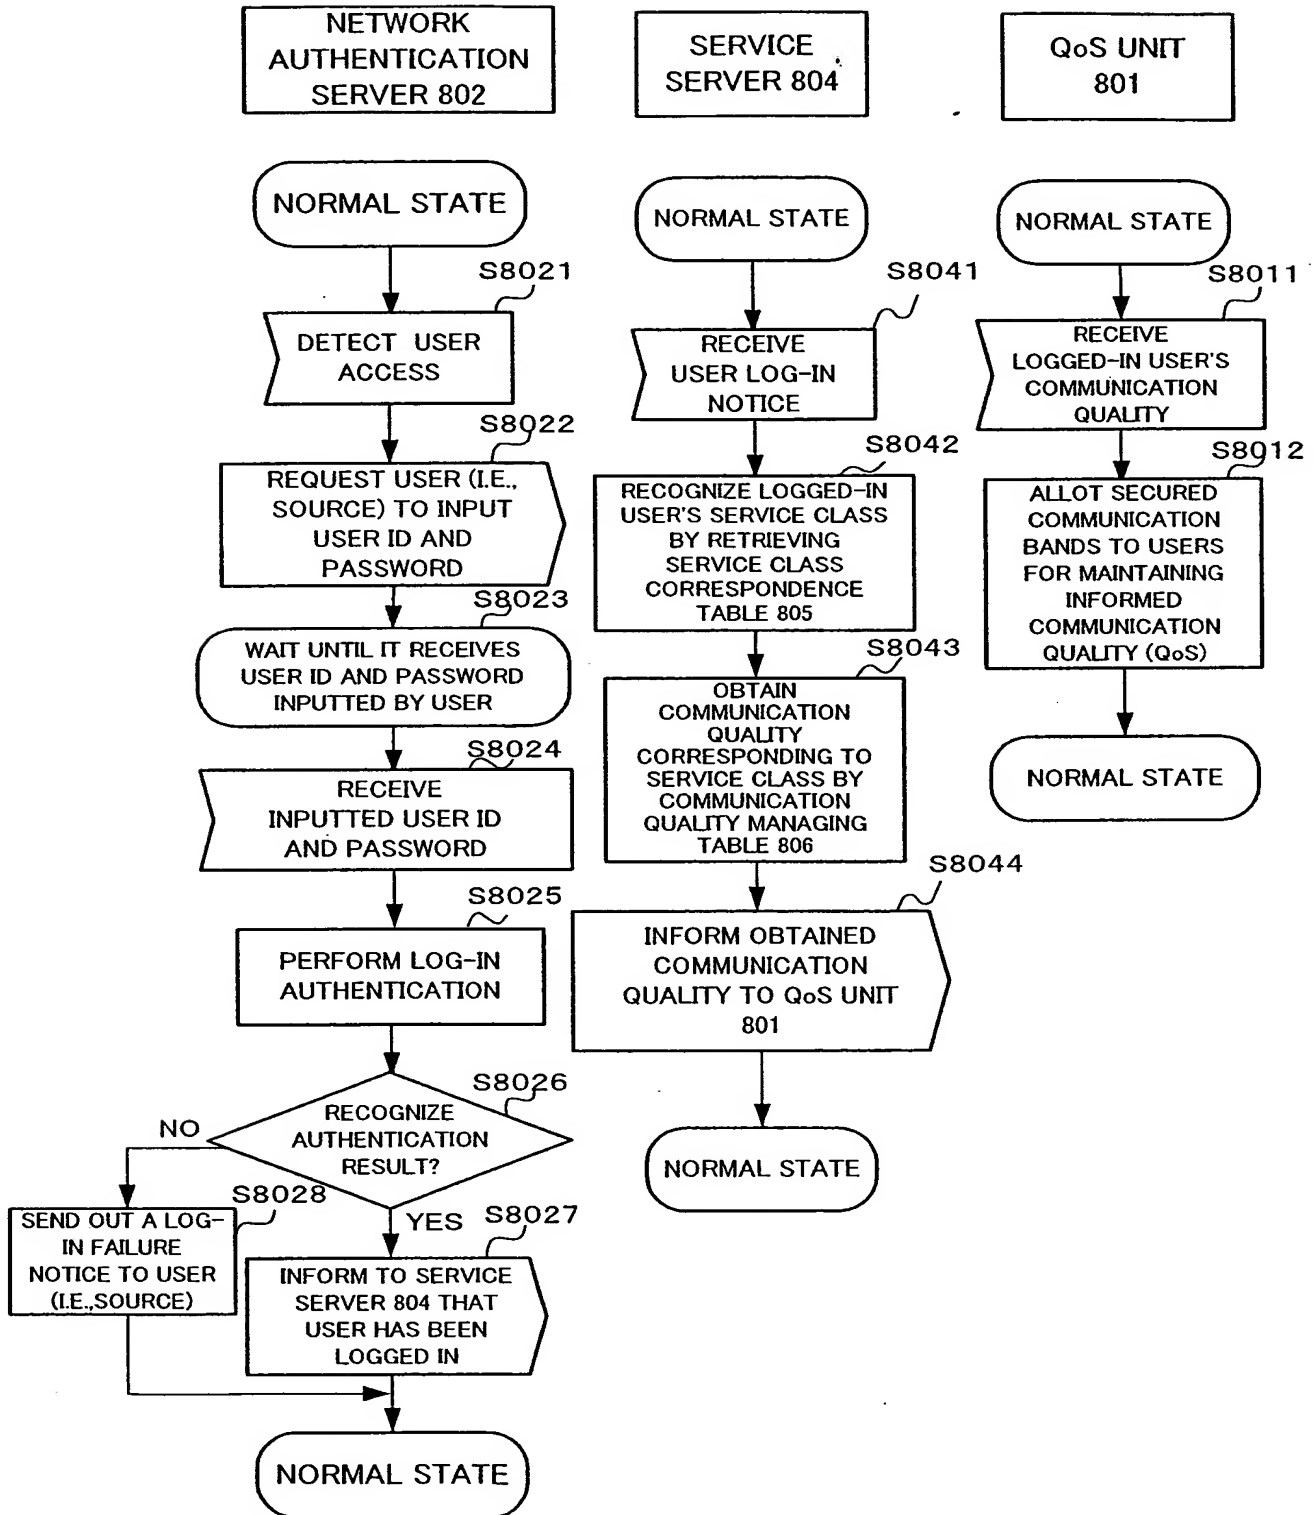 NETWORK
AUTHENTICATION
SERVER 802
NORMAL STATE
S8021
DETECT USER
ACCESS
S8022
REQUEST USER (I.E.,
SOURCE) TO INPUT
USER ID AND
PASSWORD
S8023
WAIT UNTIL IT RECEIVES
USER ID AND PASSWORD
INPUTTED BY USER
S8024
RECEIVE
INPUTTED USER ID
AND PASSWORD
S8025
PERFORM LOG-IN
AUTHENTICATION
S8026
RECOGNIZE
AUTHENTICATION
RESULT?
NO
YES
S8028
SEND OUT A LOG-
IN FAILURE
NOTICE TO USER
(I.E.,SOURCE)
S8027
INFORM TO SERVICE
SERVER 804 THAT
USER HAS BEEN
LOGGED IN
NORMAL STATE
SERVICE
SERVER 804
NORMAL STATE
S8041
RECEIVE
USER LOG-IN
NOTICE
S8042
RECOGNIZE LOGGED-IN
USER'S SERVICE CLASS
BY RETRIEVING
SERVICE CLASS
CORRESPONDENCE
TABLE 805
S8043
OBTAIN
COMMUNICATION
QUALITY
CORRESPONDING TO
SERVICE CLASS BY
COMMUNICATION
QUALITY MANAGING
TABLE 806
S8044
INFORM OBTAINED
COMMUNICATION
QUALITY TO QoS UNIT
801
NORMAL STATE
QoS UNIT
801
NORMAL STATE
S8011
RECEIVE
LOGGED-IN USER'S
COMMUNICATION
QUALITY
S8012
ALLOT SECURED
COMMUNICATION
BANDS TO USERS
FOR MAINTAINING
INFORMED
COMMUNICATION
QUALITY (QoS)
NORMAL STATE